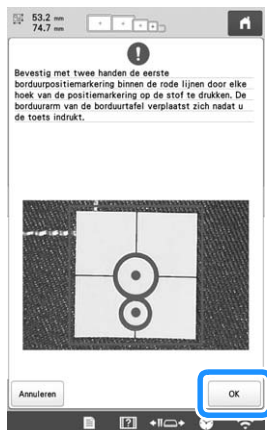 53.2 mm
74.7 mm
Bevestig met twee handen de eerste
borduurpositiemarkering binnen de rode lijnen door elke
hoek van de positiemarkering op de stof te drukken. De
borduurarm van de borduurtafel verplaatst zich nadat u
de toets indrukt.
Annuleren
OK